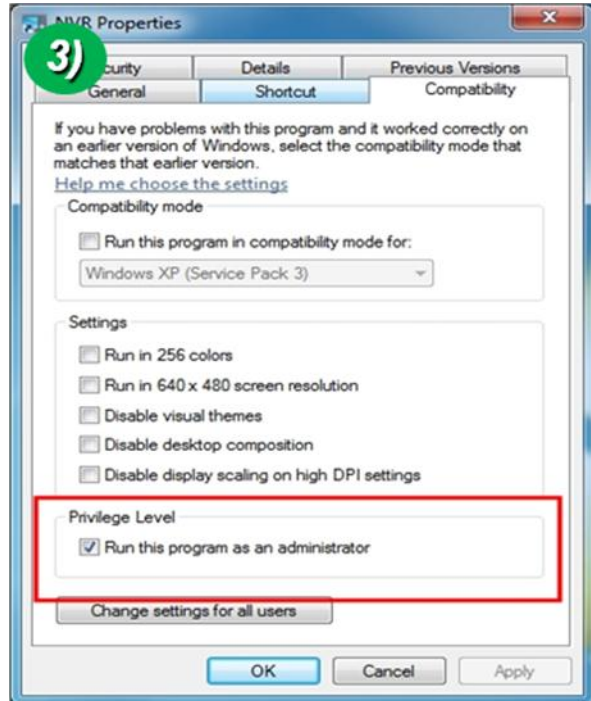 NVR Properties
3)
curity
Details
Previous Versions
General
Shortcut
Compatibility
If you have problems with this program and it worked correctly on
an earlier version of Windows, select the compatibility mode that
matches that earlier version.
Help me choose the settings
Compatibility mode
Run this program in compatibility mode for:
Windows XP (Service Pack 3)
Settings
Run in 256 colors
Run in 640 x 480 screen resolution
Disable visual themes
Disable desktop composition
Disable display scaling on high DPI settings
Privilege Level
Run this program as an administrator
Change settings for all users
OK
Cancel
Apply